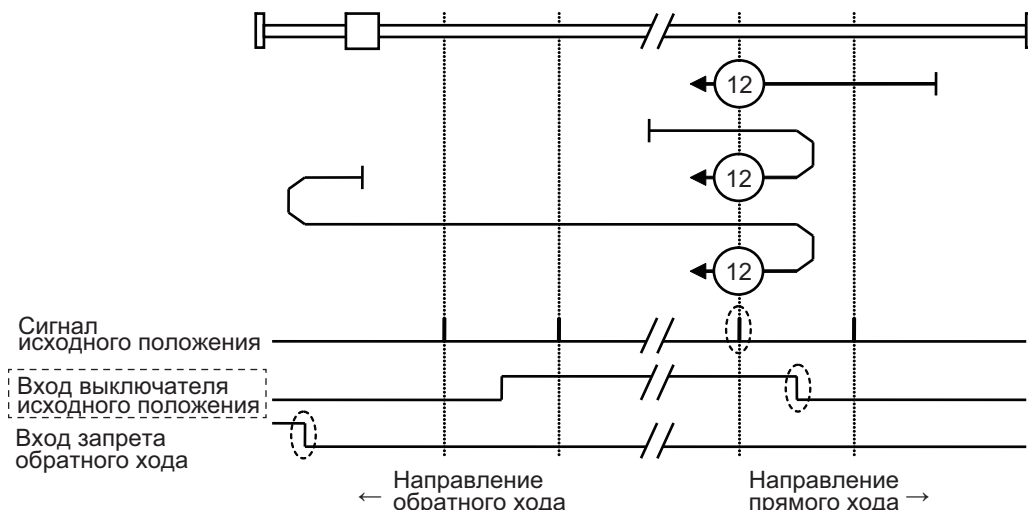 12
12
12
Сигнал
исходного положения
Вход выключателя
исходного положения
Вход запрета
обратного хода
← Направление
обратного хода
Направление
прямого хода →